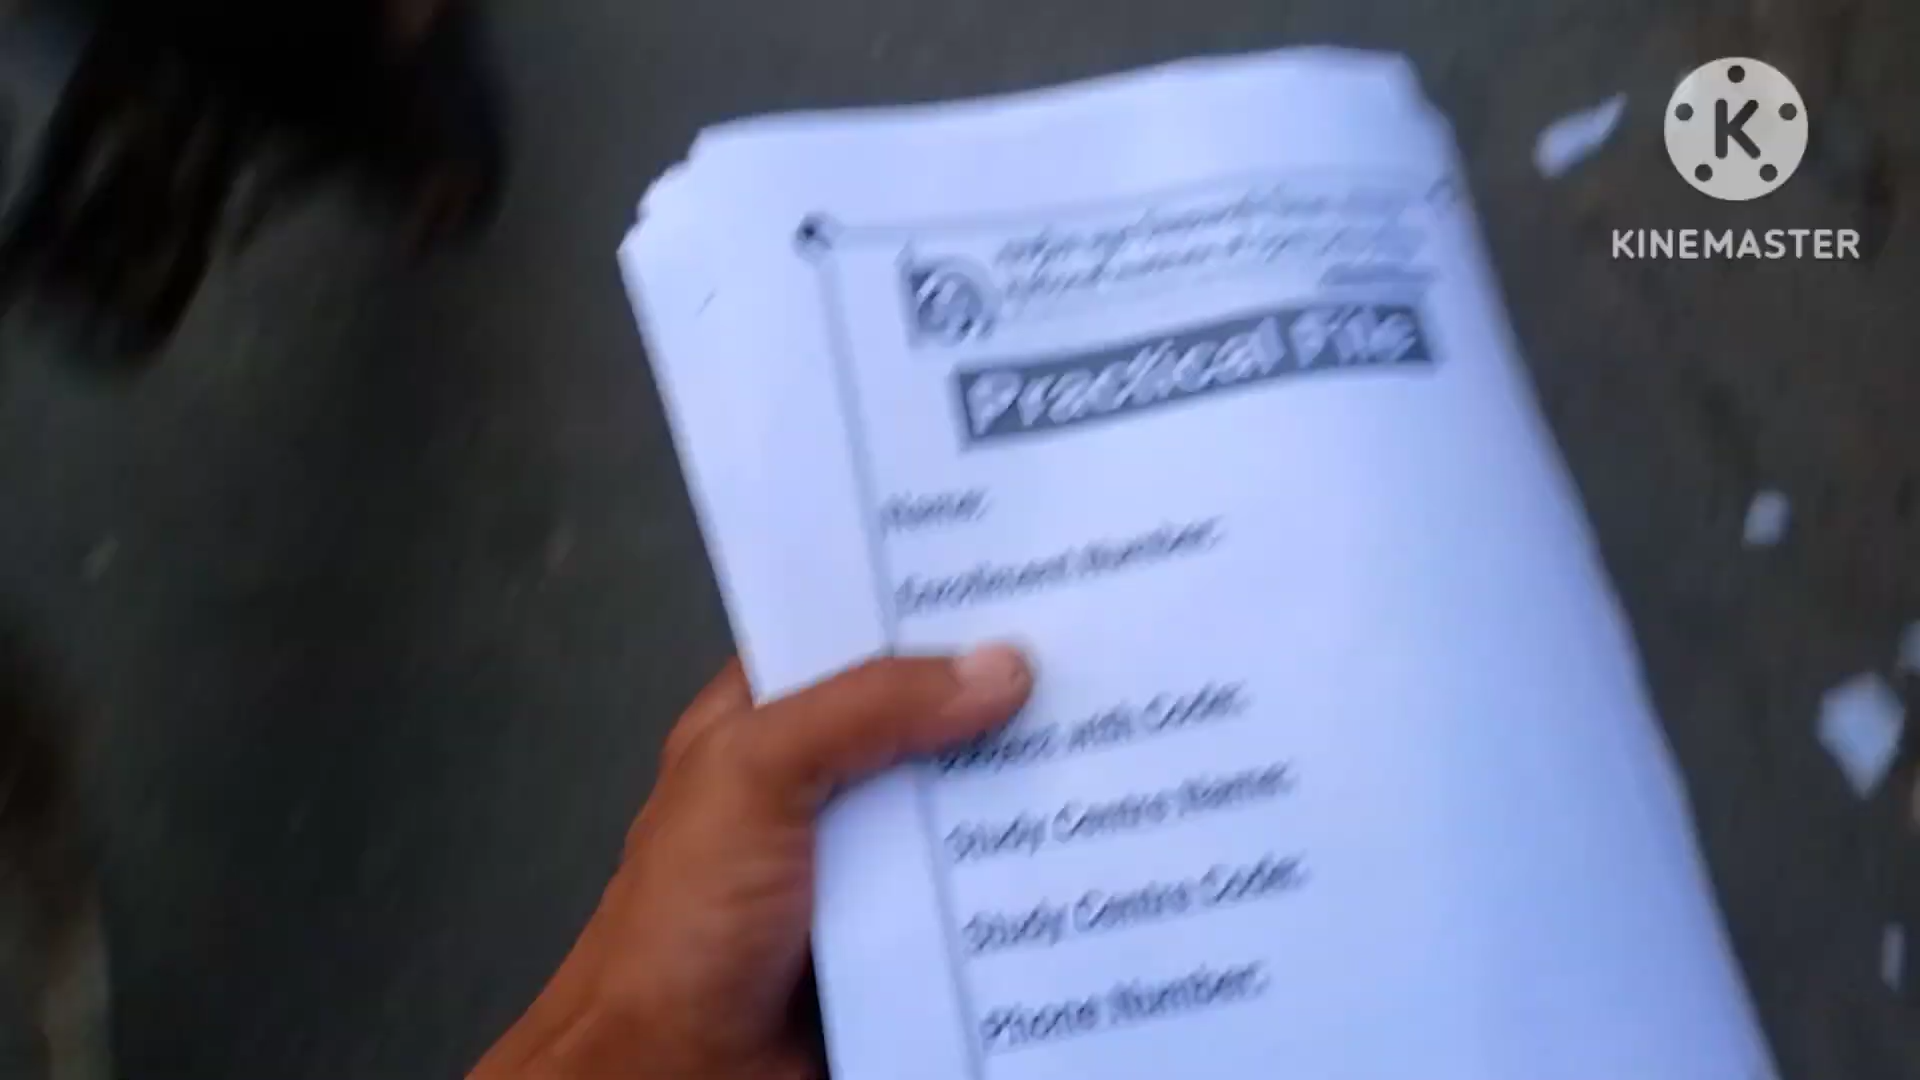 Practical File
Name:
Enrollment Number:
Subject with Code:
Study Centre Name:
Study Centre Code:
Phone Number:
K
KINEMASTER